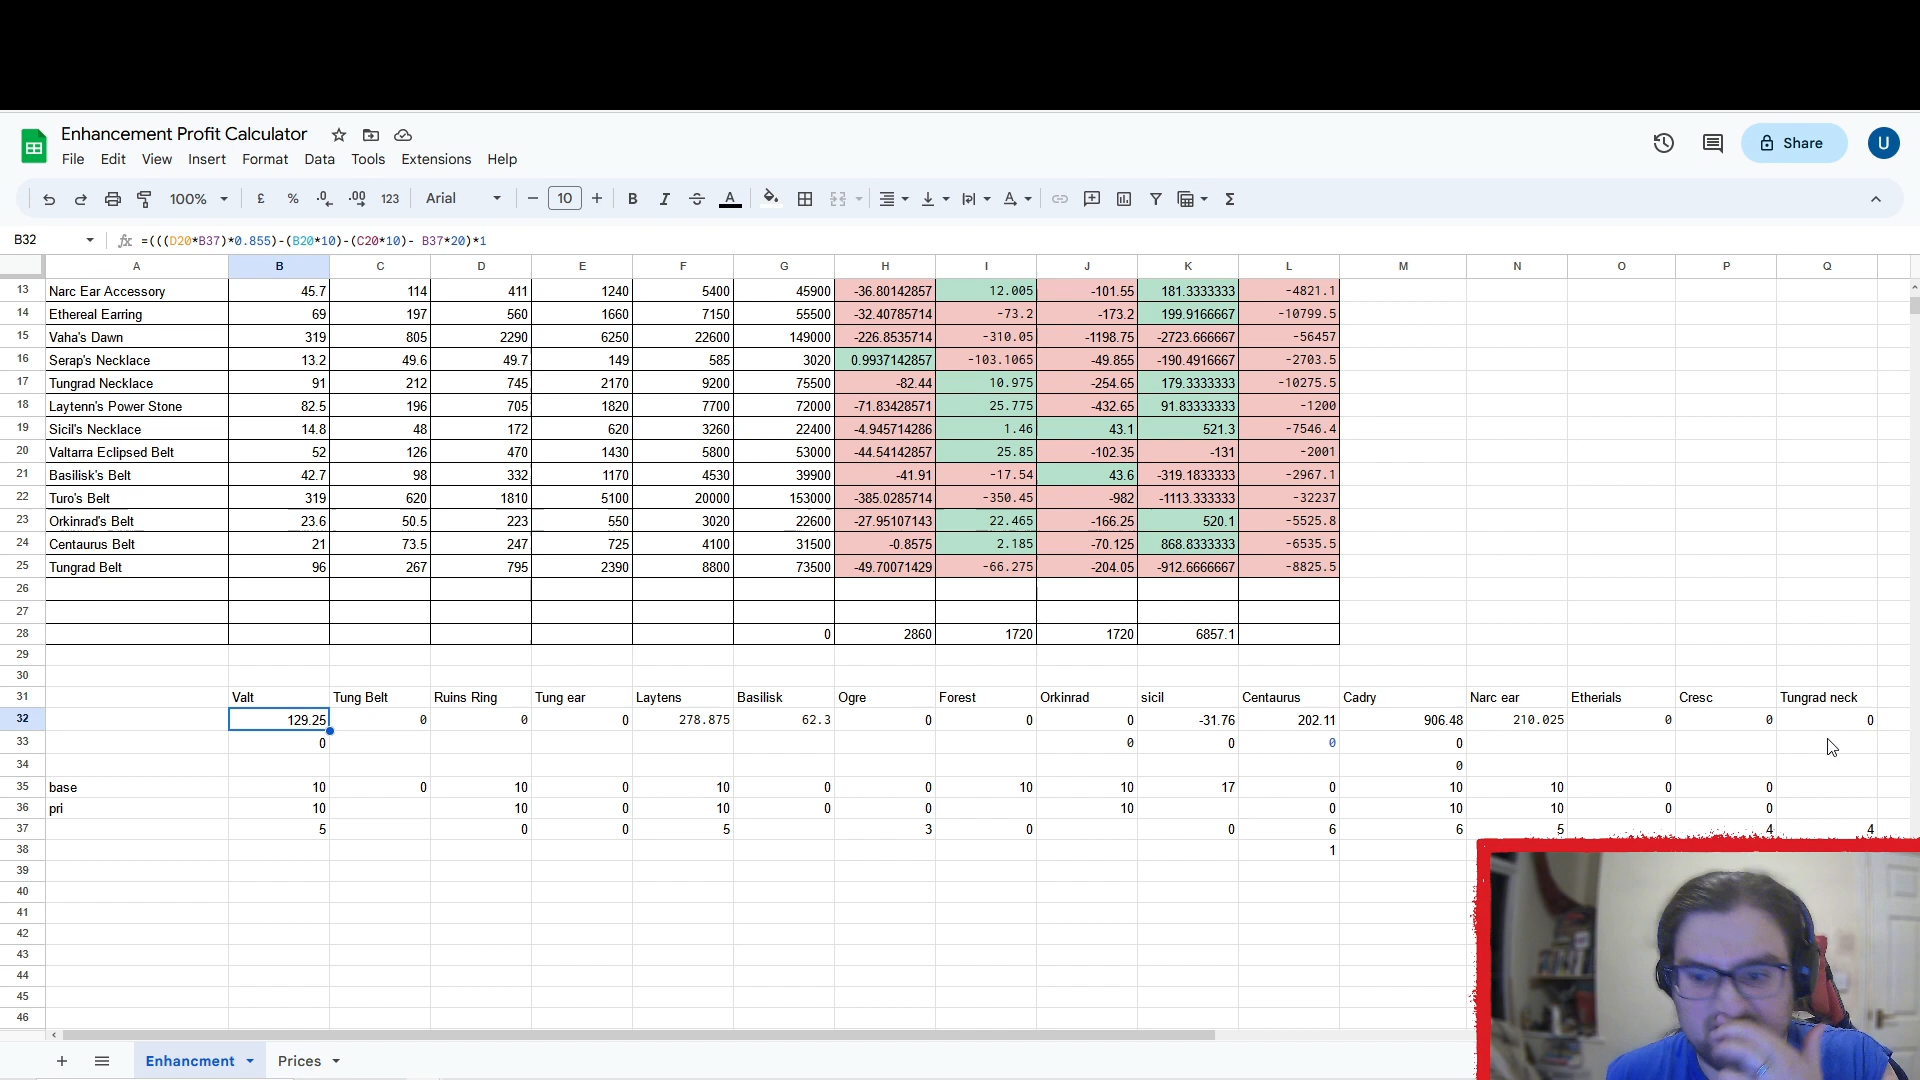 Enhancement Profit Calculator
File Edit View Insert Format Data Tools Extensions Help
Share
U
100% £ % .0 .00 123 Arial 10 B I A Σ
B32 fx =(((D20*B37)*0.855)-(B20*10)-(C20*10)- B37*20)*1
A B C D E F G H I J K L M N O P Q
13 Narc Ear Accessory 45.7 114 411 1240 5400 45900 -36.80142857 12.005 -101.55 181.3333333 -4821.1
14 Ethereal Earring 69 197 560 1660 7150 55500 -32.40785714 -73.2 -173.2 199.9166667 -10799.5
15 Vaha's Dawn 319 805 2290 6250 22600 149000 -226.8535714 -310.05 -1198.75 -2723.666667 -56457
16 Serap's Necklace 13.2 49.6 49.7 149 585 3020 0.9937142857 -103.1065 -49.855 -190.4916667 -2703.5
17 Tungrad Necklace 91 212 745 2170 9200 75500 -82.44 10.975 -254.65 179.3333333 -10275.5
18 Laytenn's Power Stone 82.5 196 705 1820 7700 72000 -71.83428571 25.775 -432.65 91.83333333 -1200
19 Sicil's Necklace 14.8 48 172 620 3260 22400 -4.945714286 1.46 43.1 521.3 -7546.4
20 Valtarra Eclipsed Belt 52 126 470 1430 5800 53000 -44.54142857 25.85 -102.35 -131 -2001
21 Basilisk's Belt 42.7 98 332 1170 4530 39900 -41.91 -17.54 43.6 -319.1833333 -2967.1
22 Turo's Belt 319 620 1810 5100 20000 153000 -385.0285714 -350.45 -982 -1113.333333 -32237
23 Orkinrad's Belt 23.6 50.5 223 550 3020 22600 -27.95107143 22.465 -166.25 520.1 -5525.8
24 Centaurus Belt 21 73.5 247 725 4100 31500 -0.8575 2.185 -70.125 868.8333333 -6535.5
25 Tungrad Belt 96 267 795 2390 8800 73500 -49.70071429 -66.275 -204.05 -912.6666667 -8825.5
26
27
28 0 2860 1720 1720 6857.1
29
30
31 Valt Tung Belt Ruins Ring Tung ear Laytens Basilisk Ogre Forest Orkinrad sicil Centaurus Cadry Narc ear Etherials Cresc Tungrad neck
32 129.25 0 0 0 278.875 62.3 0 0 0 -31.76 202.11 906.48 210.025 0 0 0
33 0 0 0 0 0
34 0
35 base 10 0 10 0 10 0 0 10 10 17 0 10 10 0 0
36 pri 10 10 0 10 0 0 10 0 10 10 0 0
37 5 0 0 5 3 0 0 6 6 5 4 4
38 1
39
40
41
42
43
44
45
46
Enhancment Prices